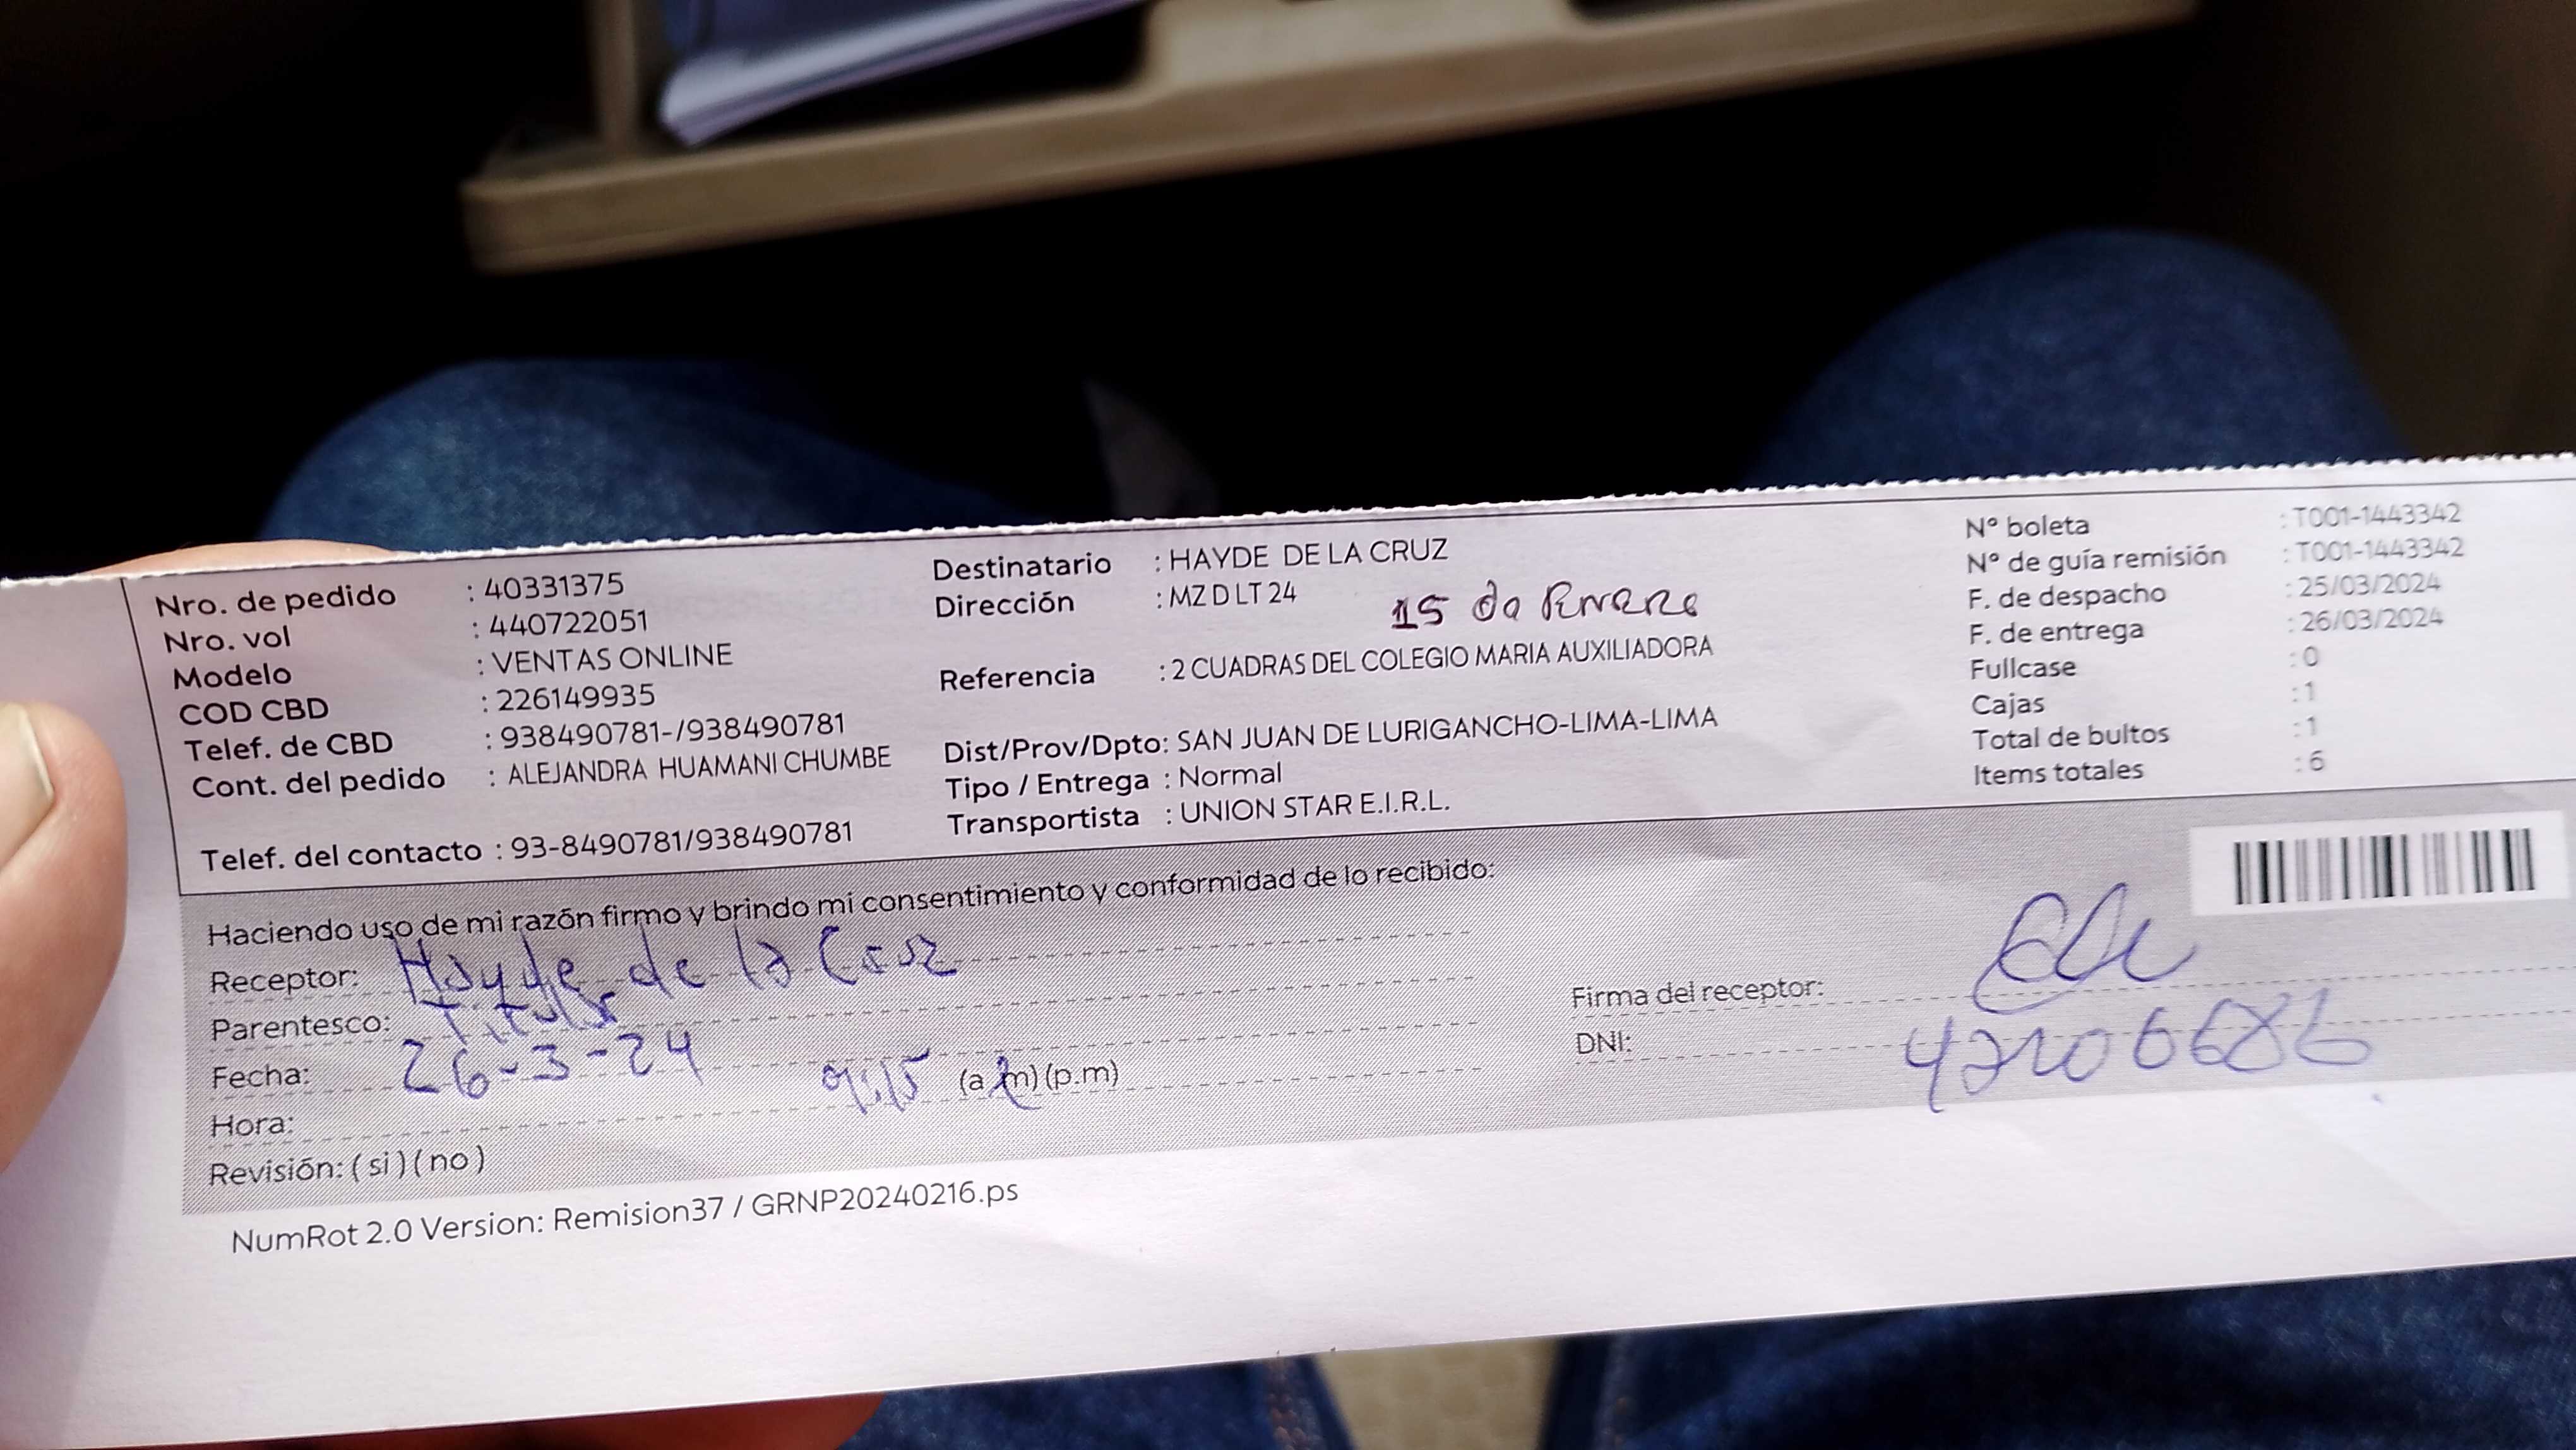 Nro. de pedido : 40331375
Nro. vol : 440722051
Modelo : VENTAS ONLINE
COD CBD : 226149935
Telef. de CBD : 938490781-/938490781
Cont. del pedido : ALEJANDRA HUAMANI CHUMBE
Telef. del contacto : 93-8490781/938490781
Destinatario : HAYDE DE LA CRUZ
Dirección : MZ D LT 24 15 de Enero
Referencia : 2 CUADRAS DEL COLEGIO MARIA AUXILIADORA
Dist/Prov/Dpto: SAN JUAN DE LURIGANCHO-LIMA-LIMA
Tipo / Entrega : Normal
Transportista : UNION STAR E.I.R.L.
N° boleta : T001-1443342
N° de guía remisión : T001-1443342
F. de despacho : 25/03/2024
F. de entrega : 26/03/2024
Fullcase : 0
Cajas : 1
Total de bultos : 1
Items totales : 6
Haciendo uso de mi razón firmo y brindo mi consentimiento y conformidad de lo recibido:
Receptor: Hayde de la Cruz
Parentesco: Titular
Fecha: 26-3-24
9:15 (a.m) (p.m)
Hora:
Revisión: ( si ) ( no )
Firma del receptor:
DNI:
NumRot 2.0 Version: Remision37 / GRNP20240216.ps